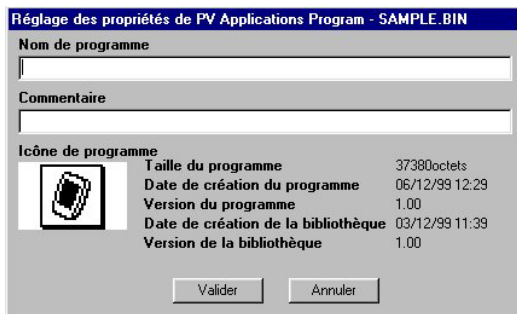 Réglage des propriétés de PV Applications Program - SAMPLE.BIN
Nom de programme
Commentaire
Icône de programme
Taille du programme 37380octets
Date de création du programme 06/12/99 12:29
Version du programme 1.00
Date de création de la bibliothèque 03/12/99 11:39
Version de la bibliothèque 1.00
Valider Annuler